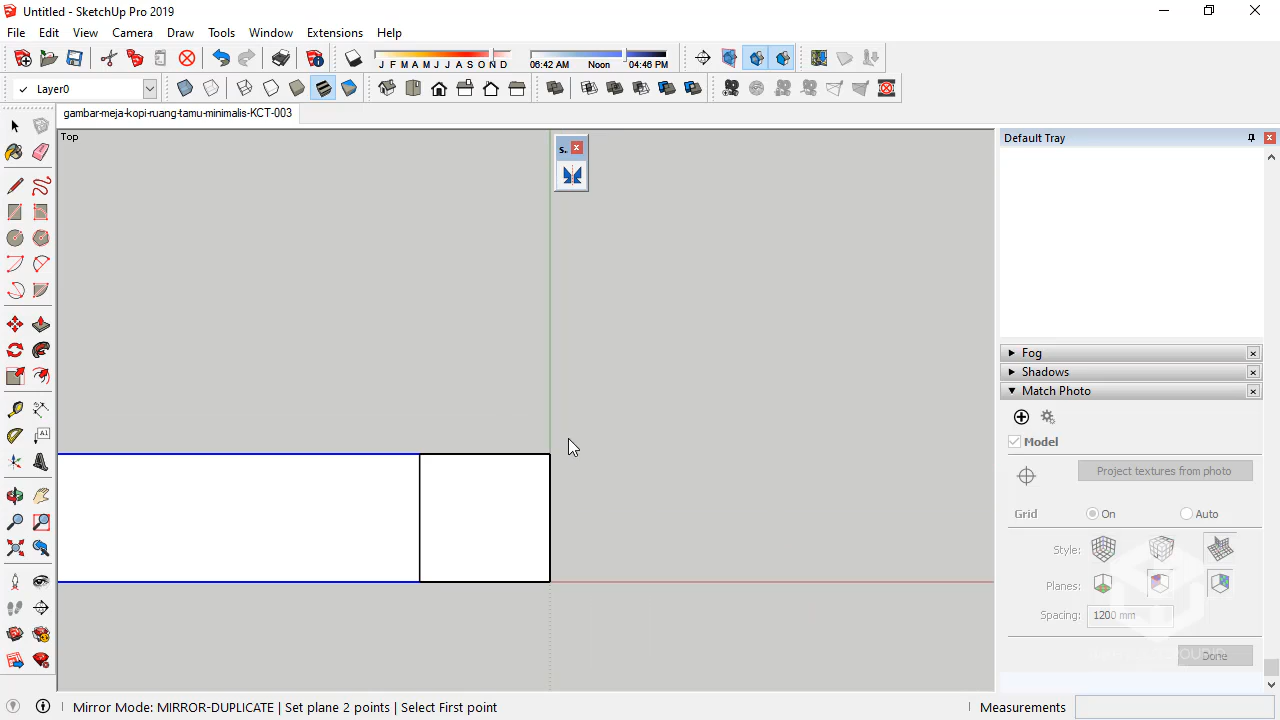 Untitled - SketchUp Pro 2019
File Edit View Camera Draw Tools Window Extensions Help
J F M A M J J A S O N D
06:42 AM Noon 04:46 PM
Layer0
gambar-meja-kopi-ruang-tamu-minimalis-KCT-003
Top
s.
Default Tray
A1
Fog
Shadows
Match Photo
Model
Project textures from photo
Grid On Auto
Style:
Planes:
Spacing: 1200 mm
Done
Mirror Mode: MIRROR-DUPLICATE | Set plane 2 points | Select First point
Measurements